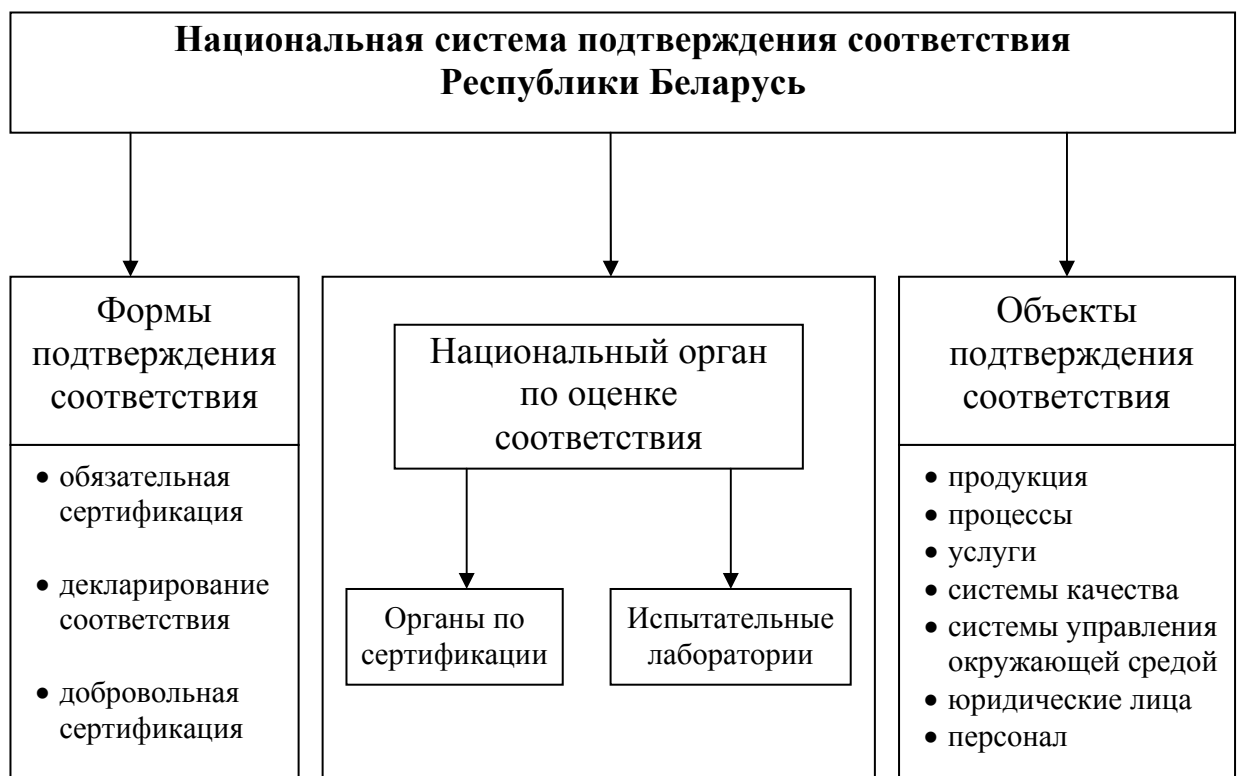 Национальная система подтверждения соответствия
Республики Беларусь
Формы
подтверждения
соответствия
• обязательная
сертификация
• декларирование
соответствия
• добровольная
сертификация
Национальный орган
по оценке
соответствия
Органы по
сертификации
Испытательные
лаборатории
Объекты
подтверждения
соответствия
• продукция
• процессы
• услуги
• системы качества
• системы управления
окружающей средой
• юридические лица
• персонал